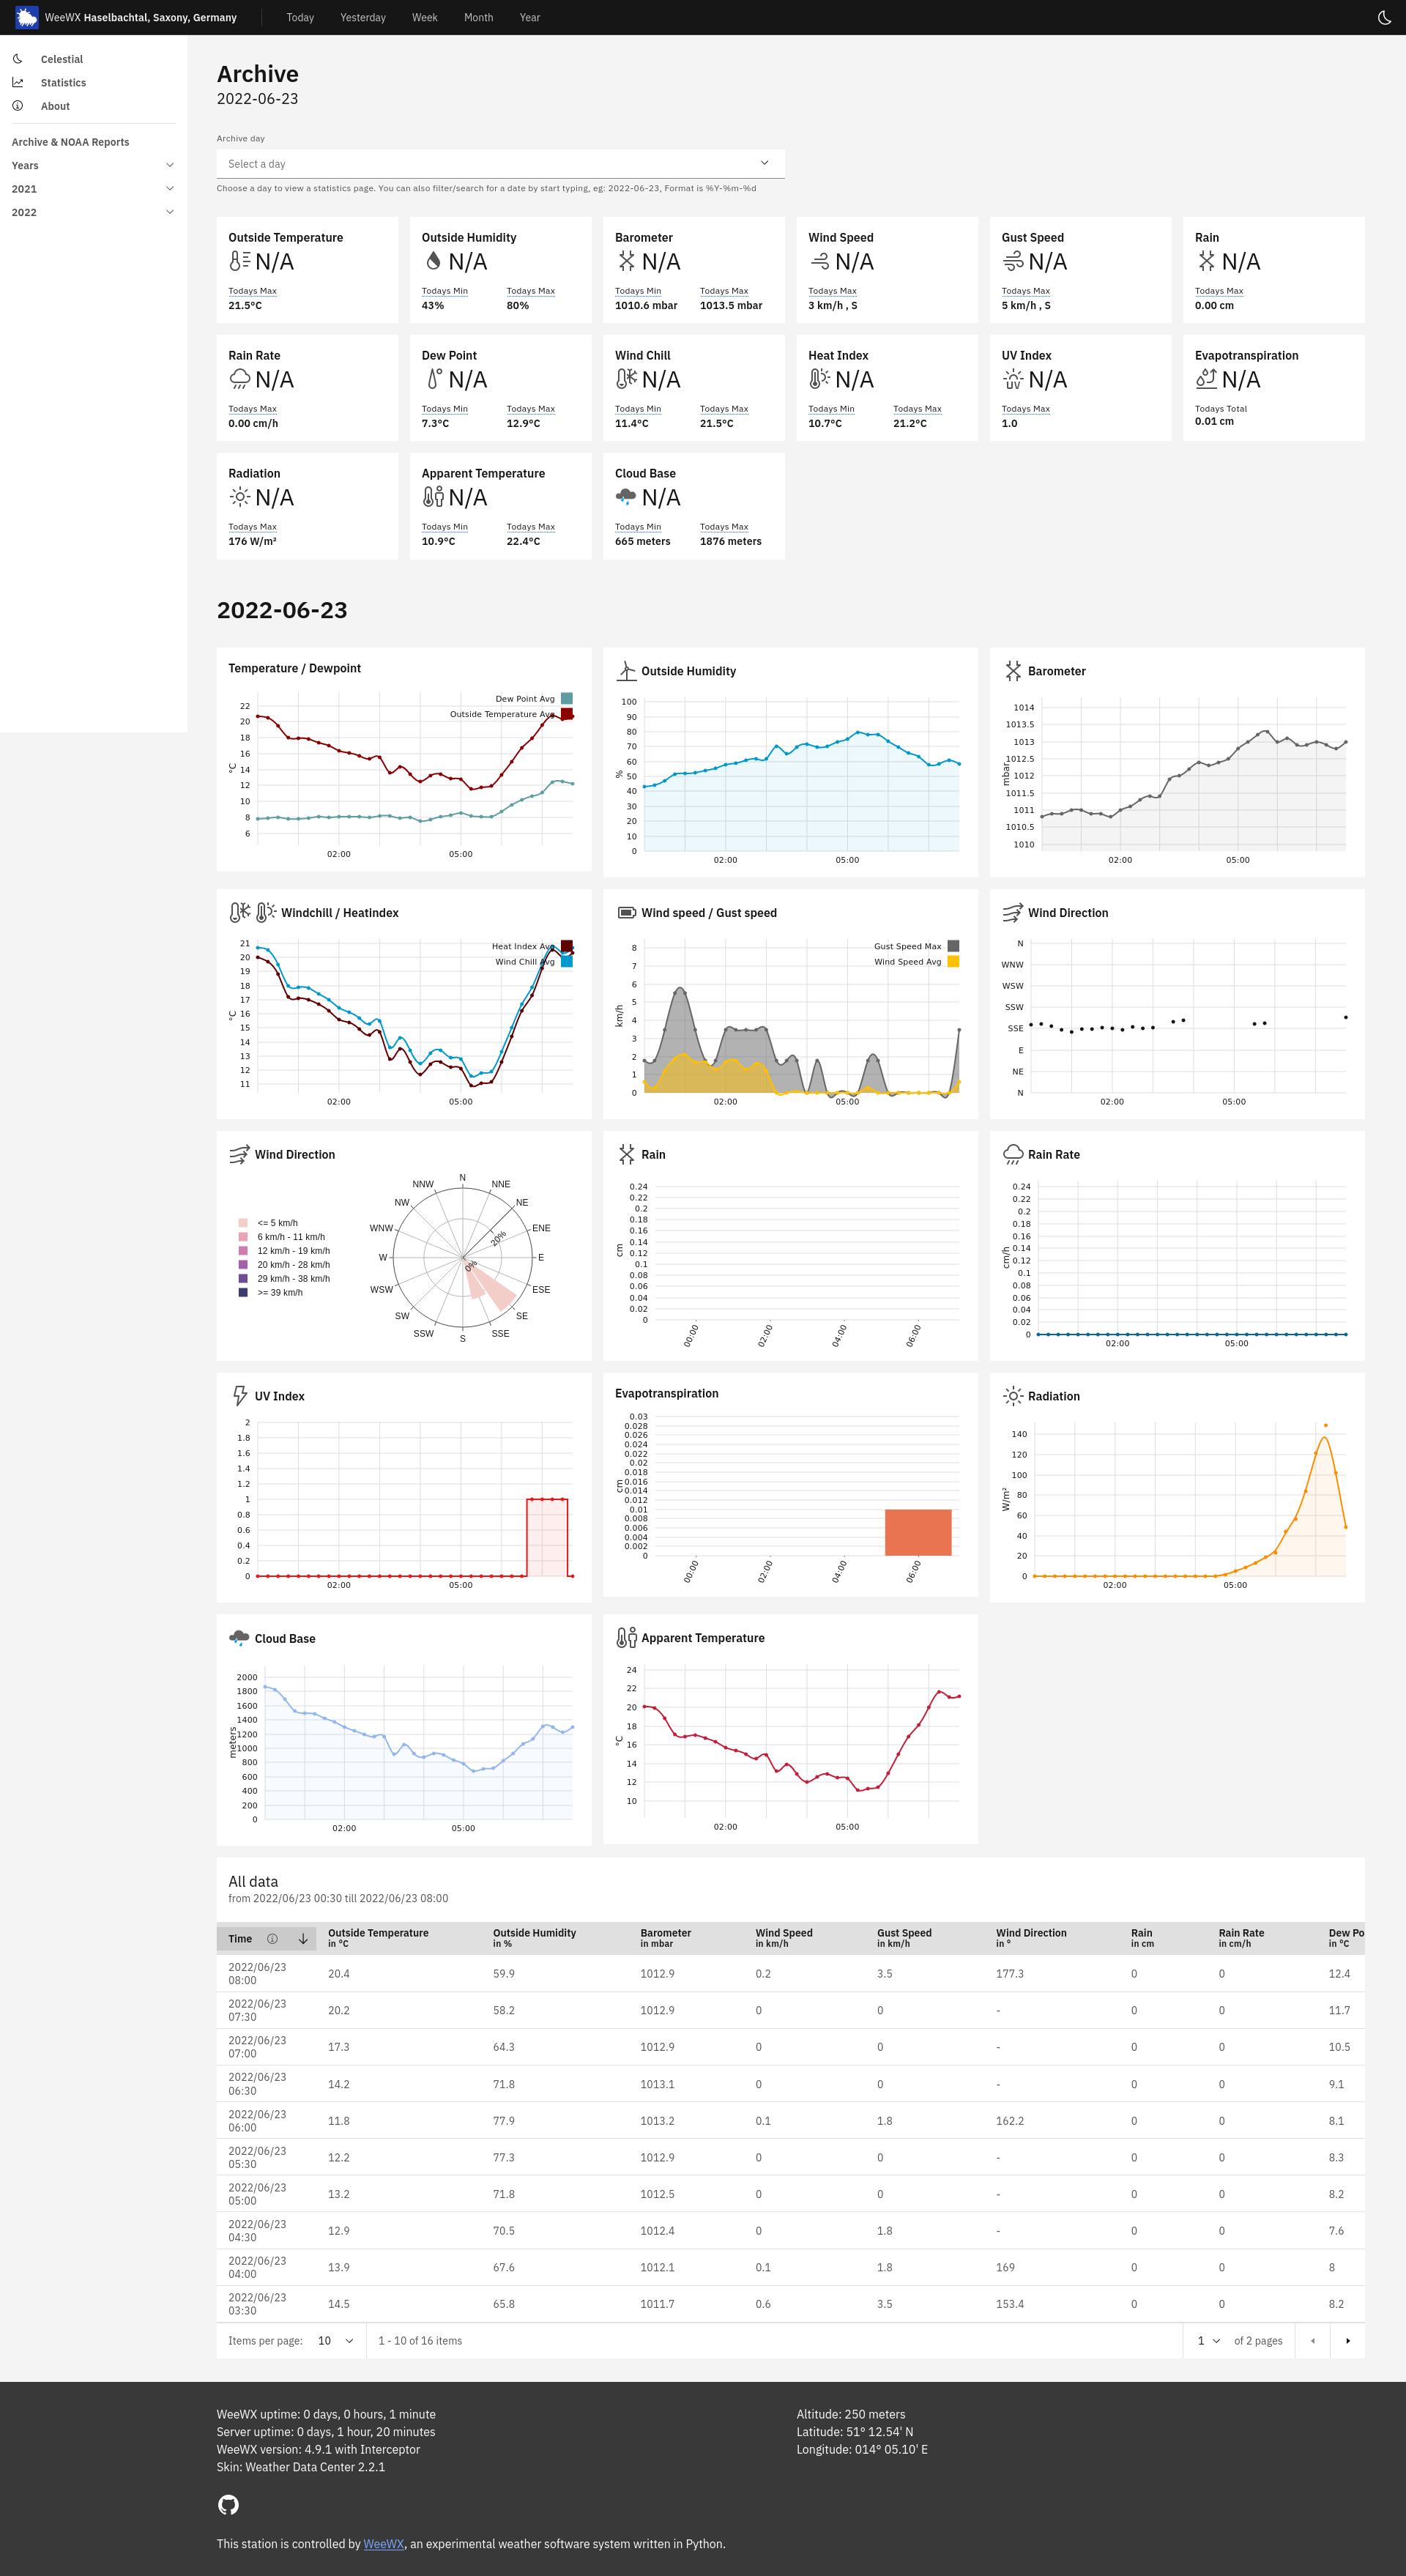 WeeWX Haselbachtal, Saxony, Germany
Today
Yesterday
Week
Month
Year
Celestial
Statistics
About
Archive & NOAA Reports
Years
2021
2022
Archive
2022-06-23
Archive day
Select a day
Choose a day to view a statistics page. You can also filter/search for a date by start typing, eg: 2022-06-23, Format is %Y-%m-%d
Outside Temperature
N/A
Todays Max
21.5°C
Outside Humidity
N/A
Todays Min Todays Max
43% 80%
Barometer
N/A
Todays Min Todays Max
1010.6 mbar 1013.5 mbar
Wind Speed
N/A
Todays Max
3 km/h , S
Gust Speed
N/A
Todays Max
5 km/h , S
Rain
N/A
Todays Max
0.00 cm
Rain Rate
N/A
Todays Max
0.00 cm/h
Dew Point
N/A
Todays Min Todays Max
7.3°C 12.9°C
Wind Chill
N/A
Todays Min Todays Max
11.4°C 21.5°C
Heat Index
N/A
Todays Min Todays Max
10.7°C 21.2°C
UV Index
N/A
Todays Max
1.0
Evapotranspiration
N/A
Todays Total
0.01 cm
Radiation
N/A
Todays Max
176 W/m²
Apparent Temperature
N/A
Todays Min Todays Max
10.9°C 22.4°C
Cloud Base
N/A
Todays Min Todays Max
665 meters 1876 meters
2022-06-23
Temperature / Dewpoint
Dew Point Avg
Outside Temperature Avg
°C
22
20
18
16
14
12
10
8
6
02:00 05:00
Outside Humidity
%
100
90
80
70
60
50
40
30
20
10
0
02:00 05:00
Barometer
mbar
1014
1013.5
1013
1012.5
1012
1011.5
1011
1010.5
1010
02:00 05:00
Windchill / Heatindex
Heat Index Avg
Wind Chill Avg
°C
21
20
19
18
17
16
15
14
13
12
11
02:00 05:00
Wind speed / Gust speed
Gust Speed Max
Wind Speed Avg
km/h
8
7
6
5
4
3
2
1
0
02:00 05:00
Wind Direction
N
WNW
WSW
SSW
SSE
E
NE
N
02:00 05:00
Wind Direction
<= 5 km/h
6 km/h - 11 km/h
12 km/h - 19 km/h
20 km/h - 28 km/h
29 km/h - 38 km/h
>= 39 km/h
N
NNE
NE
ENE
E
ESE
SE
SSE
S
SSW
SW
WSW
W
WNW
NW
NNW
20%
0%
Rain
cm
0.24
0.22
0.2
0.18
0.16
0.14
0.12
0.1
0.08
0.06
0.04
0.02
0
00:00 02:00 04:00 06:00
Rain Rate
cm/h
0.24
0.22
0.2
0.18
0.16
0.14
0.12
0.1
0.08
0.06
0.04
0.02
0
02:00 05:00
UV Index
2
1.8
1.6
1.4
1.2
1
0.8
0.6
0.4
0.2
0
02:00 05:00
Evapotranspiration
cm
0.03
0.028
0.026
0.024
0.022
0.02
0.018
0.016
0.014
0.012
0.01
0.008
0.006
0.004
0.002
0
00:00 02:00 04:00 06:00
Radiation
W/m²
140
120
100
80
60
40
20
0
02:00 05:00
Cloud Base
meters
2000
1800
1600
1400
1200
1000
800
600
400
200
0
02:00 05:00
Apparent Temperature
°C
24
22
20
18
16
14
12
10
02:00 05:00
All data
from 2022/06/23 00:30 till 2022/06/23 08:00
Time Outside Temperature Outside Humidity Barometer Wind Speed Gust Speed Wind Direction Rain Rain Rate Dew Po
in °C in % in mbar in km/h in km/h in ° in cm in cm/h in °C
2022/06/23
08:00 20.4 59.9 1012.9 0.2 3.5 177.3 0 0 12.4
2022/06/23
07:30 20.2 58.2 1012.9 0 0 - 0 0 11.7
2022/06/23
07:00 17.3 64.3 1012.9 0 0 - 0 0 10.5
2022/06/23
06:30 14.2 71.8 1013.1 0 0 - 0 0 9.1
2022/06/23
06:00 11.8 77.9 1013.2 0.1 1.8 162.2 0 0 8.1
2022/06/23
05:30 12.2 77.3 1012.9 0 0 - 0 0 8.3
2022/06/23
05:00 13.2 71.8 1012.5 0 0 - 0 0 8.2
2022/06/23
04:30 12.9 70.5 1012.4 0 1.8 - 0 0 7.6
2022/06/23
04:00 13.9 67.6 1012.1 0.1 1.8 169 0 0 8
2022/06/23
03:30 14.5 65.8 1011.7 0.6 3.5 153.4 0 0 8.2
Items per page: 10 1 - 10 of 16 items 1 of 2 pages
WeeWX uptime: 0 days, 0 hours, 1 minute
Server uptime: 0 days, 1 hour, 20 minutes
WeeWX version: 4.9.1 with Interceptor
Skin: Weather Data Center 2.2.1
Altitude: 250 meters
Latitude: 51° 12.54' N
Longitude: 014° 05.10' E
This station is controlled by WeeWX, an experimental weather software system written in Python.